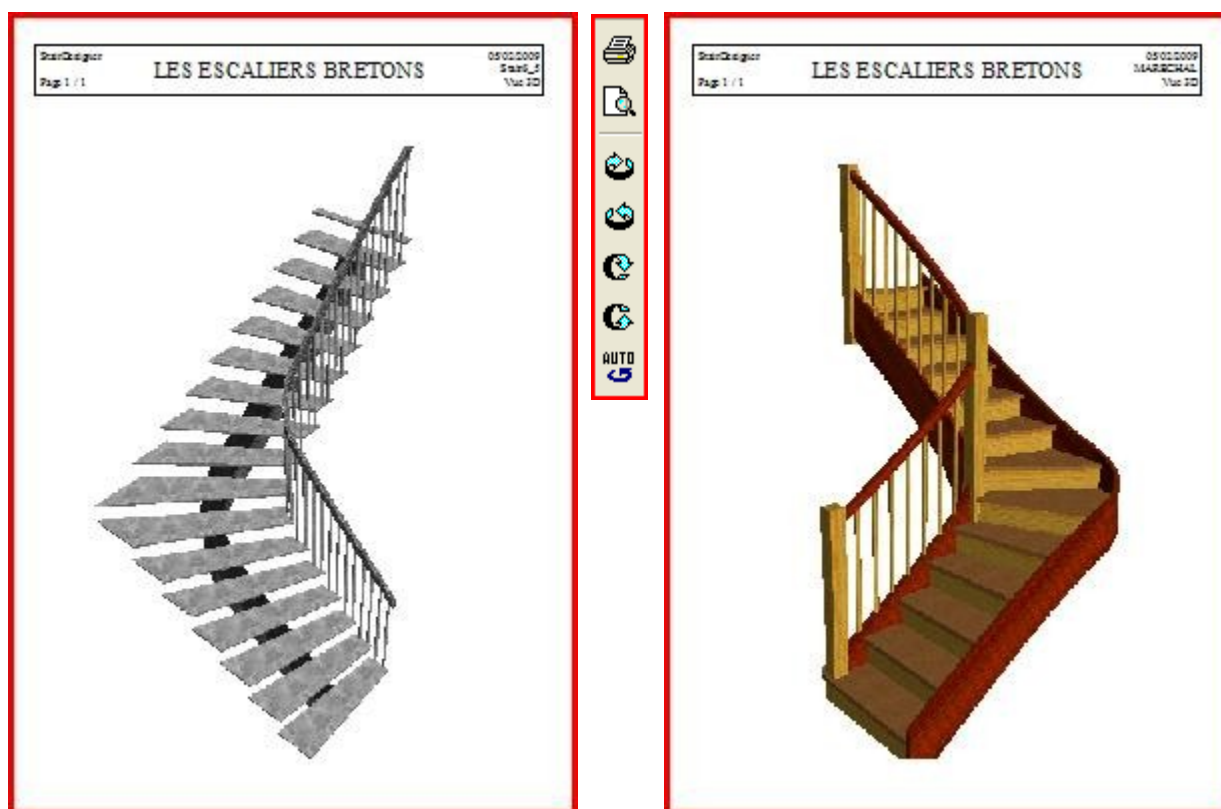 StairDesigner
Page 1 / 1
LES ESCALIERS BRETONS
05/02/2009
Vue 3D
AUTO
StairDesigner
Page 1 / 1
LES ESCALIERS BRETONS
05/02/2009
MARECHAL
Vue 3D